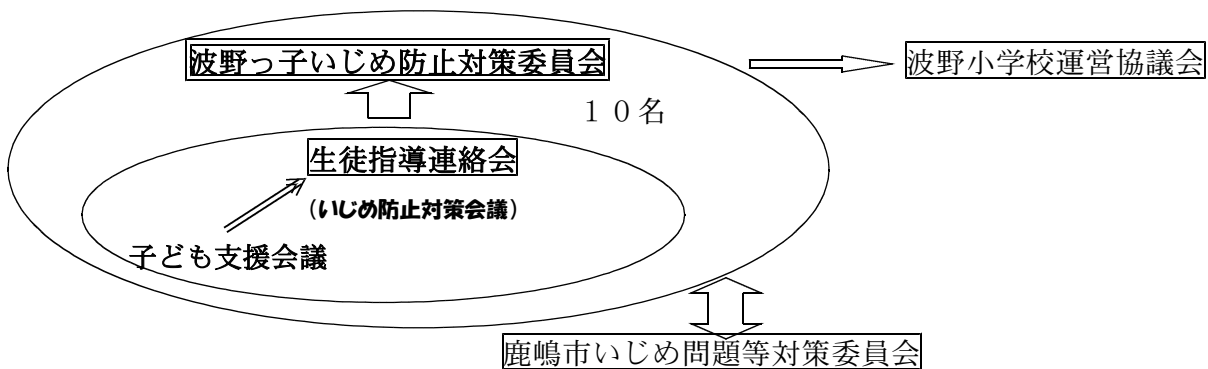 波野っ子いじめ防止対策委員会
波野小学校運営協議会
１０名
生徒指導連絡会
(いじめ防止対策会議)
子ども支援会議
鹿嶋市いじめ問題等対策委員会